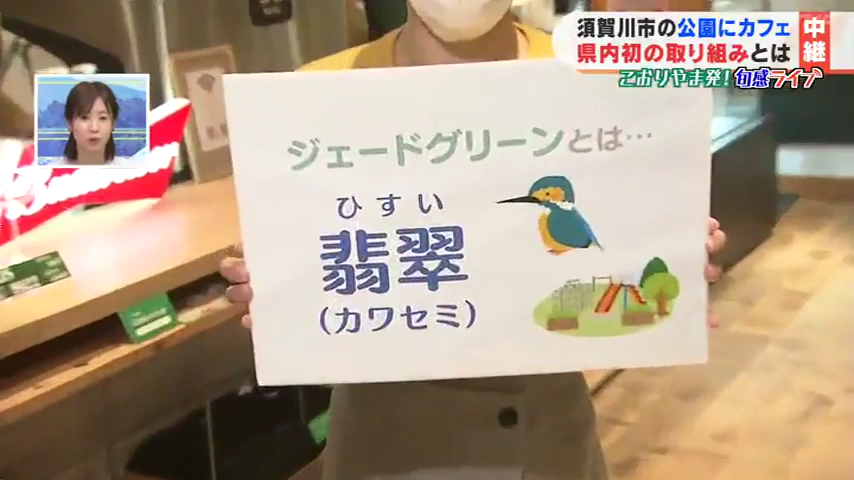 須賀川市の公園にカフェ
県内初の取り組みとは
中継
こおりやま発!旬感ライブ
ジェードグリーンとは…
ひすい
翡翠
(カワセミ)